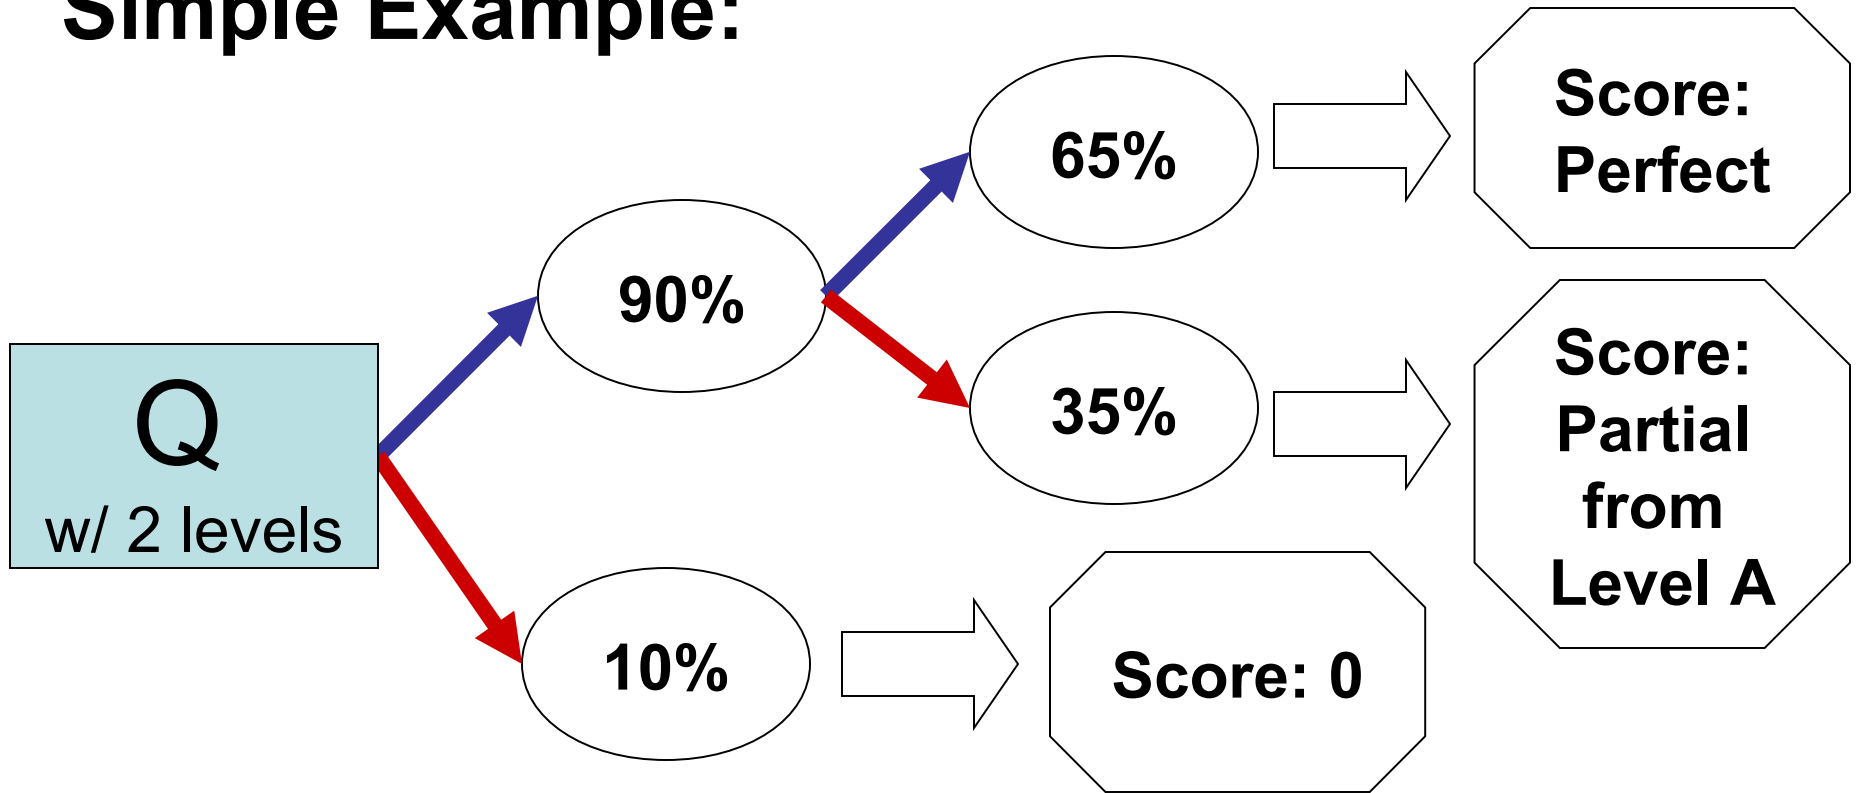 Simple Example:
65%
Score:
Perfect
90%
35%
Score:
Partial
from
Level A
Q
w/ 2 levels
10%
Score: 0